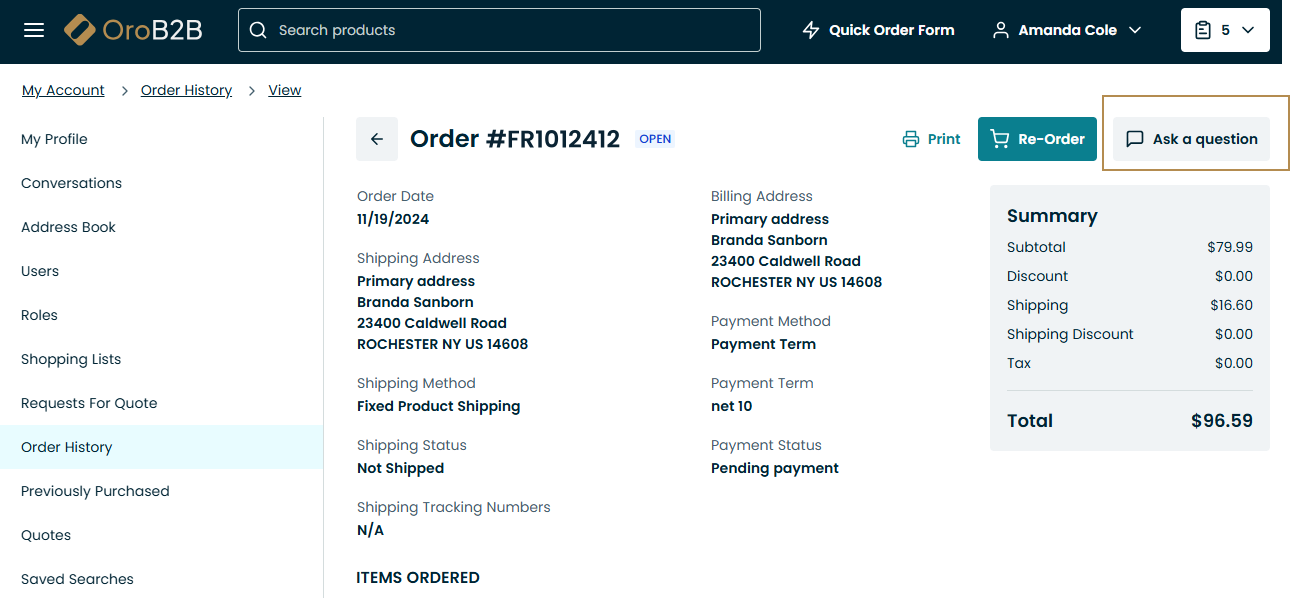 OroB2B
Search products
Quick Order Form
Amanda Cole
5
My Account > Order History > View
My Profile
Conversations
Address Book
Users
Roles
Shopping Lists
Requests For Quote
Order History
Previously Purchased
Quotes
Saved Searches
Order #FR1012412 OPEN
Print
Re-Order
Ask a question
Order Date
11/19/2024
Shipping Address
Primary address
Branda Sanborn
23400 Caldwell Road
ROCHESTER NY US 14608
Shipping Method
Fixed Product Shipping
Shipping Status
Not Shipped
Shipping Tracking Numbers
N/A
Billing Address
Primary address
Branda Sanborn
23400 Caldwell Road
ROCHESTER NY US 14608
Payment Method
Payment Term
Payment Term
net 10
Payment Status
Pending payment
Summary
Subtotal $79.99
Discount $0.00
Shipping $16.60
Shipping Discount $0.00
Tax $0.00
Total $96.59
ITEMS ORDERED